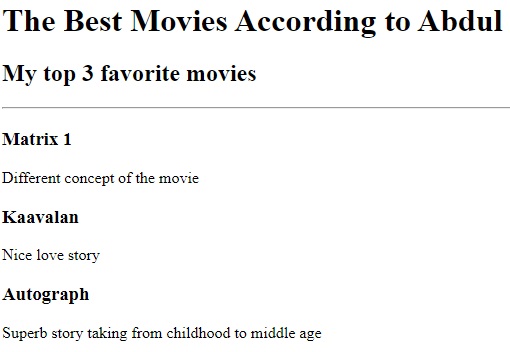 The Best Movies According to Abdul
My top 3 favorite movies
Matrix 1
Different concept of the movie
Kaavalan
Nice love story
Autograph
Superb story taking from childhood to middle age